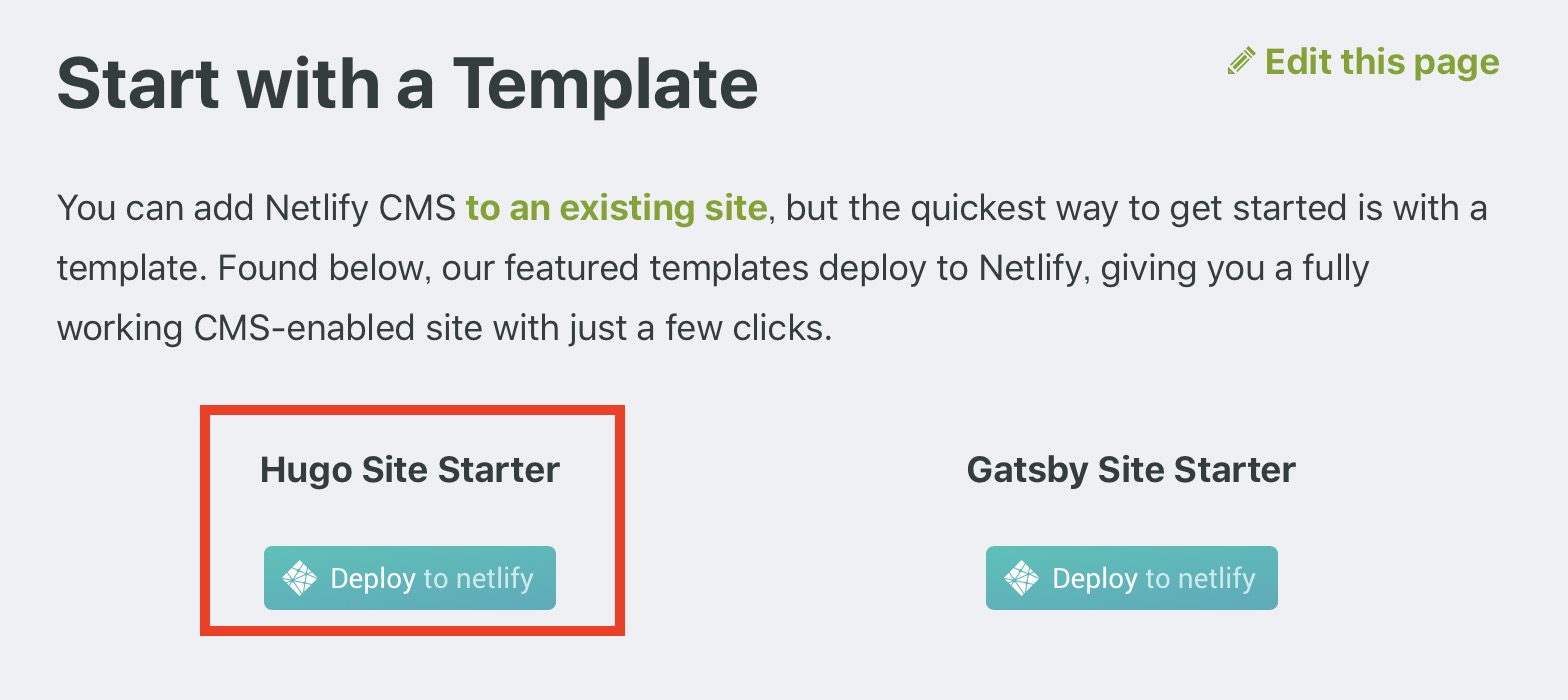 Start with a Template
Edit this page
You can add Netlify CMS to an existing site, but the quickest way to get started is with a
template. Found below, our featured templates deploy to Netlify, giving you a fully
working CMS-enabled site with just a few clicks.
Hugo Site Starter
Gatsby Site Starter
Deploy to netlify
Deploy to netlify